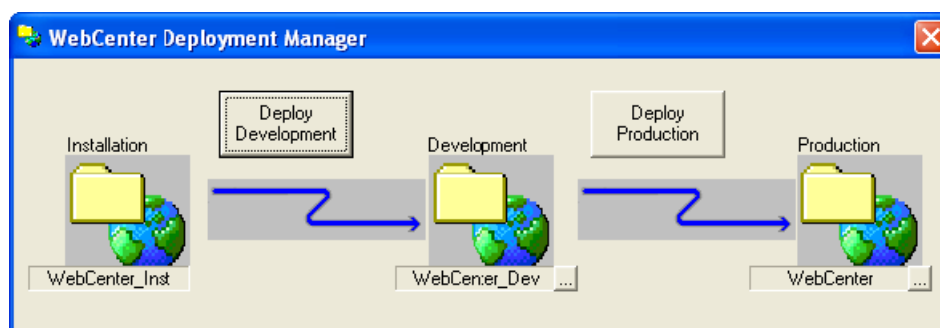 WebCenter Deployment Manager
Deploy
Development
Deploy
Production
Installation
Development
Production
WebCenter_Inst
WebCenter_Dev
...
WebCenter
...